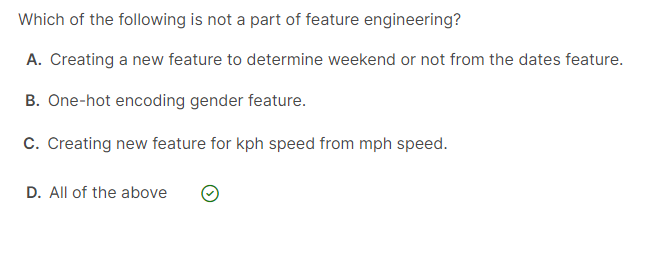 Which of the following is not a part of feature engineering?
A. Creating a new feature to determine weekend or not from the dates feature.
B. One-hot encoding gender feature.
C. Creating new feature for kph speed from mph speed.
D. All of the above